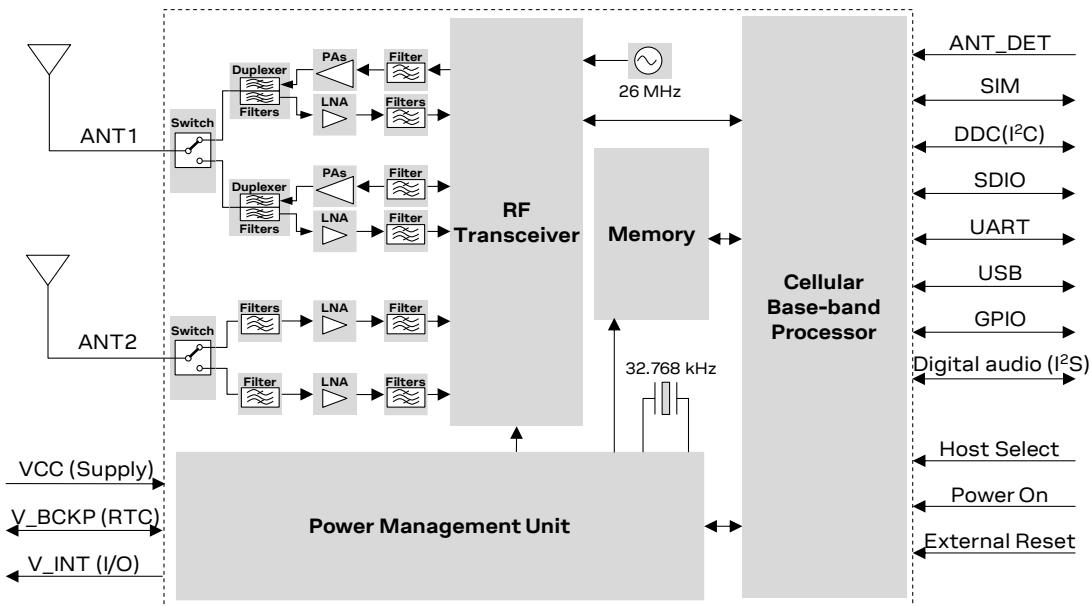 ANT1
Switch
Duplexer
Filters
PAs
Filter
LNA
Filters
Duplexer
Filters
PAs
Filter
LNA
Filter
ANT2
Switch
Filters
LNA
Filter
Filter
LNA
Filters
RF
Transceiver
26 MHz
Memory
32.768 kHz
Cellular
Base-band
Processor
Power Management Unit
VCC (Supply)
V_BCKP (RTC)
V_INT (I/O)
ANT_DET
SIM
DDC(I²C)
SDIO
UART
USB
GPIO
Digital audio (I²S)
Host Select
Power On
External Reset